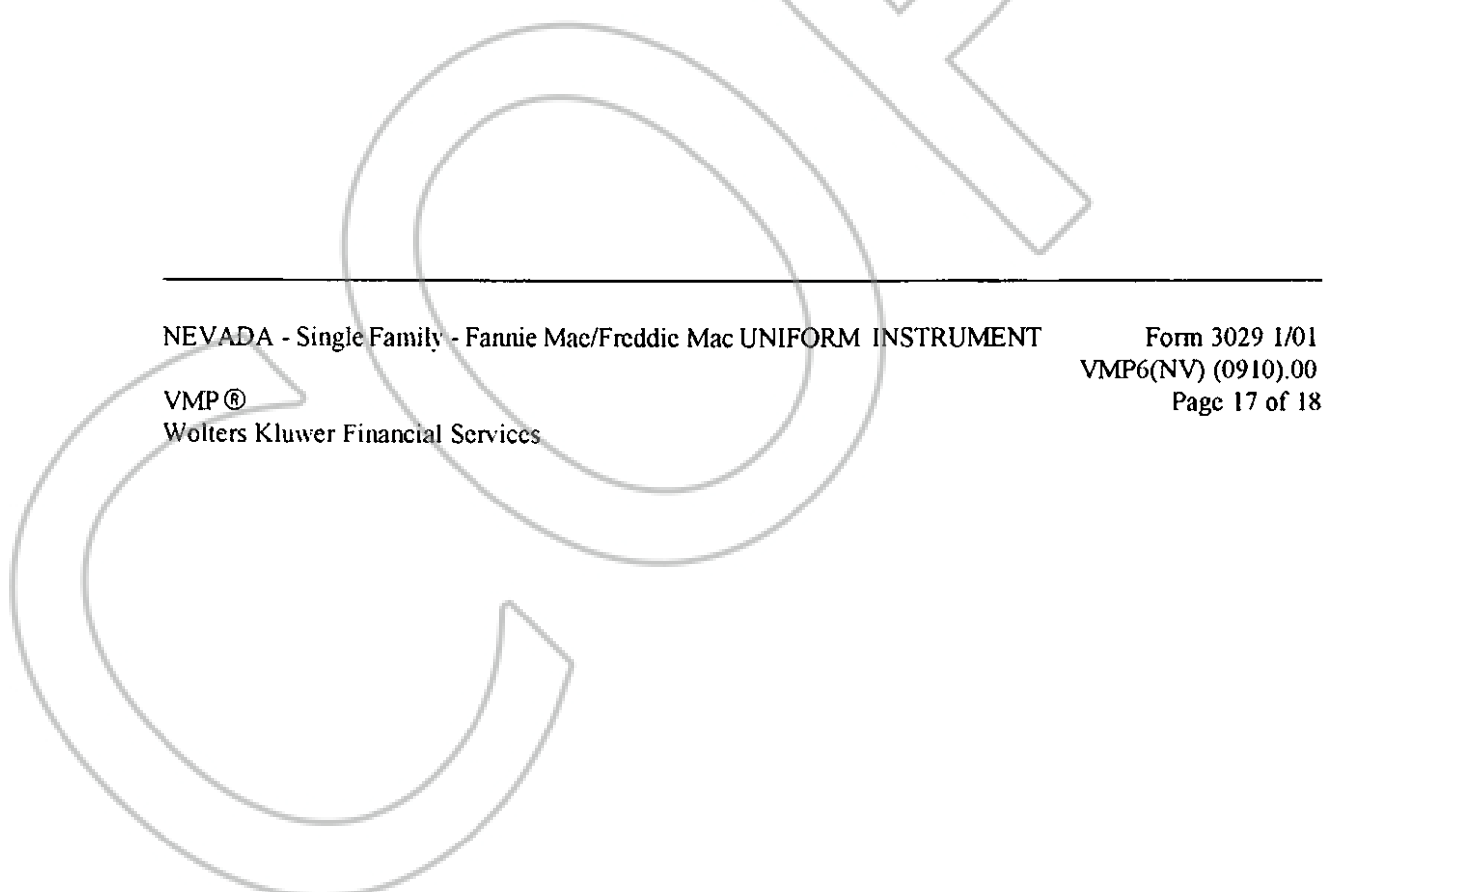 NEVADA - Single Family - Fannie Mae/Freddie Mac UNIFORM INSTRUMENT Form 3029 1/01
VMP6(NV) (0910).00
VMP ® Page 17 of 18
Wolters Kluwer Financial Services
COP